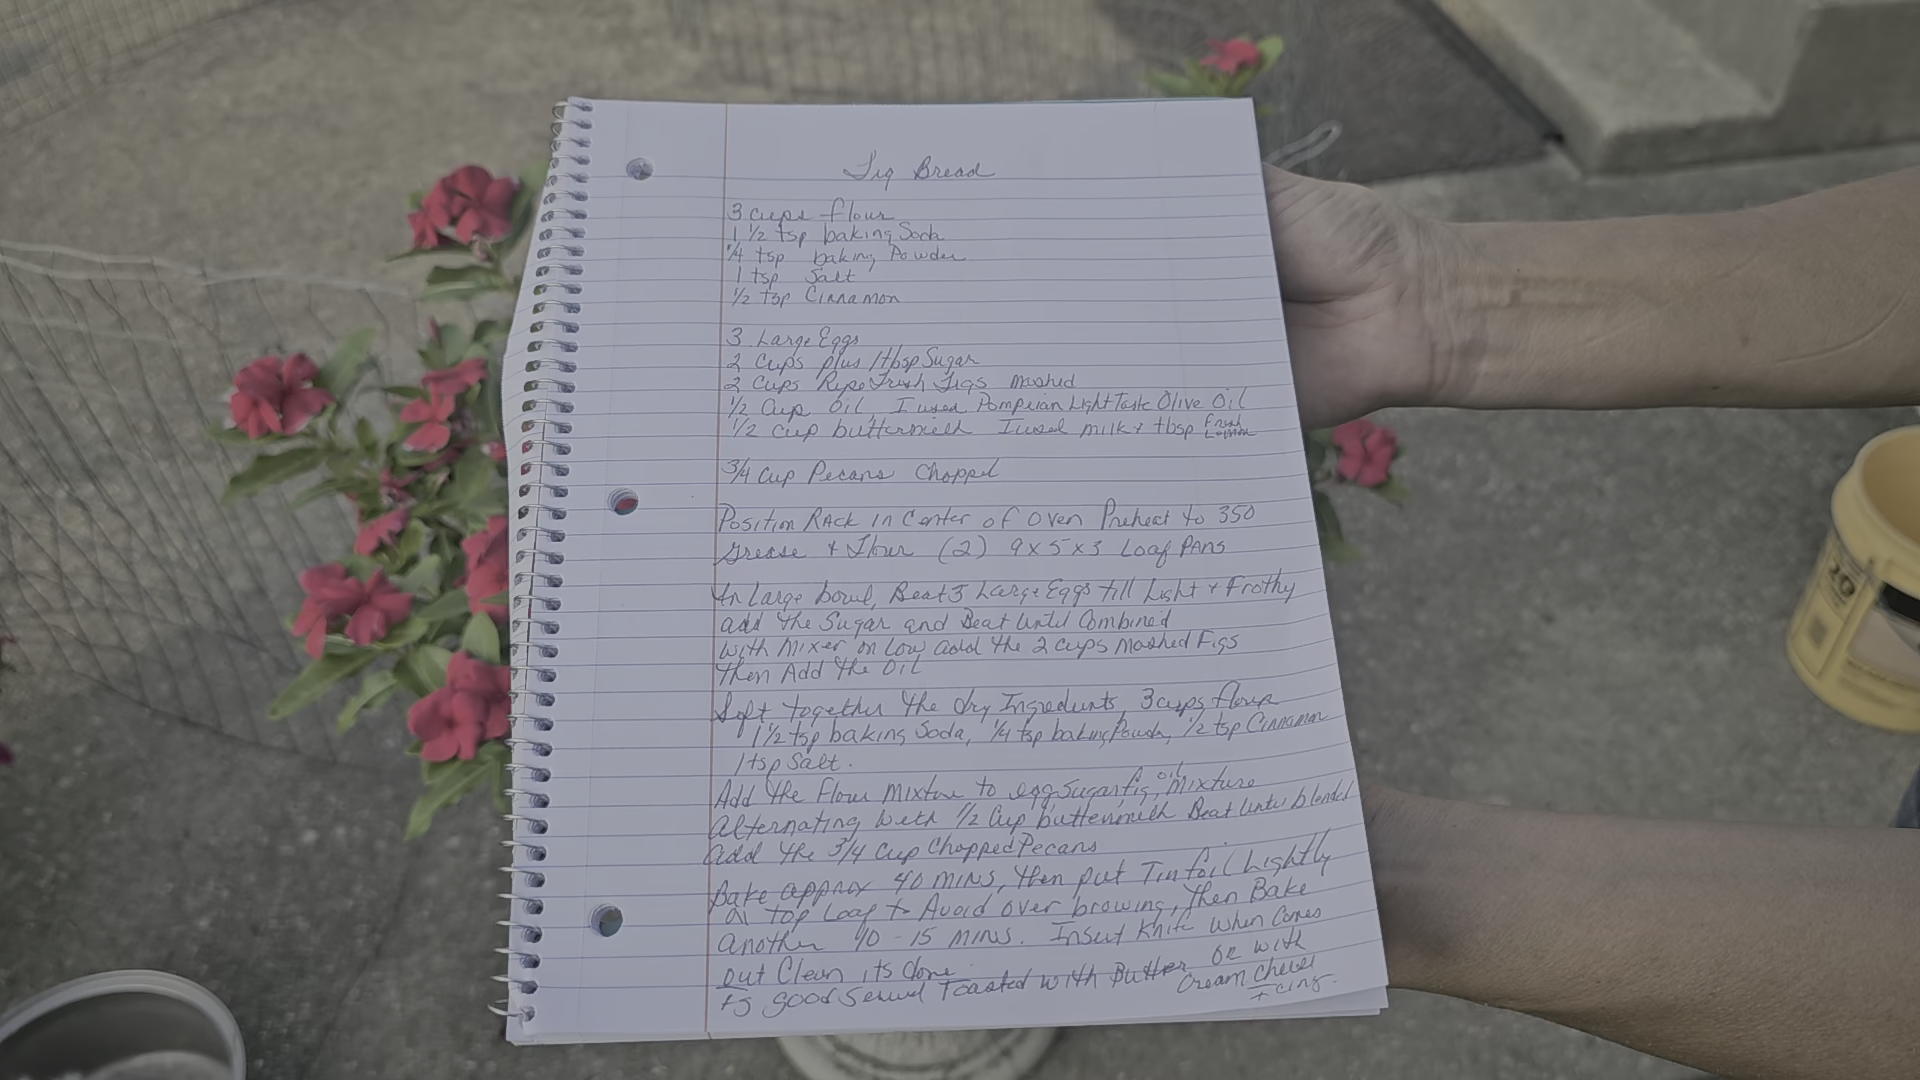 Fig Bread
3 cups flour
1 1/2 tsp baking Soda
1/4 tsp baking Powder
1 tsp Salt
1/2 tsp Cinnamon
3 Large Eggs
2 Cups plus 1 tbsp Sugar
2 Cups Ripe Fresh Figs mashed
1/2 Cup Oil, I used Pompeian Light Taste Olive Oil
1/2 cup buttermilk I used milk + tbsp Fresh Lemon
3/4 Cup Pecans Chopped
Position Rack in Center of Oven Preheat to 350
Grease + Flour (2) 9x5x3 Loaf Pans
In Large bowl, Beat 3 Large Eggs till Light + Frothy
add the Sugar and Beat Until Combined
with Mixer on Low add the 2 cups Mashed Figs
then Add the Oil
Sift together the dry Ingredients, 3 cups flour
1 1/2 tsp baking Soda, 1/4 tsp baking Powder, 1/2 tsp Cinnamon
1 tsp Salt.
Add the Flour Mixture to egg, Sugar, fig, oil Mixture
alternating with 1/2 Cup buttermilk Beat Until blended
add the 3/4 Cup Chopped Pecans
Bake approx 40 mins, then put Tin foil Lightly
on top Loaf to Avoid over browing, then Bake
another 10 - 15 mins. Insert Knife when Comes
out Clean its done
Is good Served Toasted with Butter or with
Cream Cheese Icing.
20